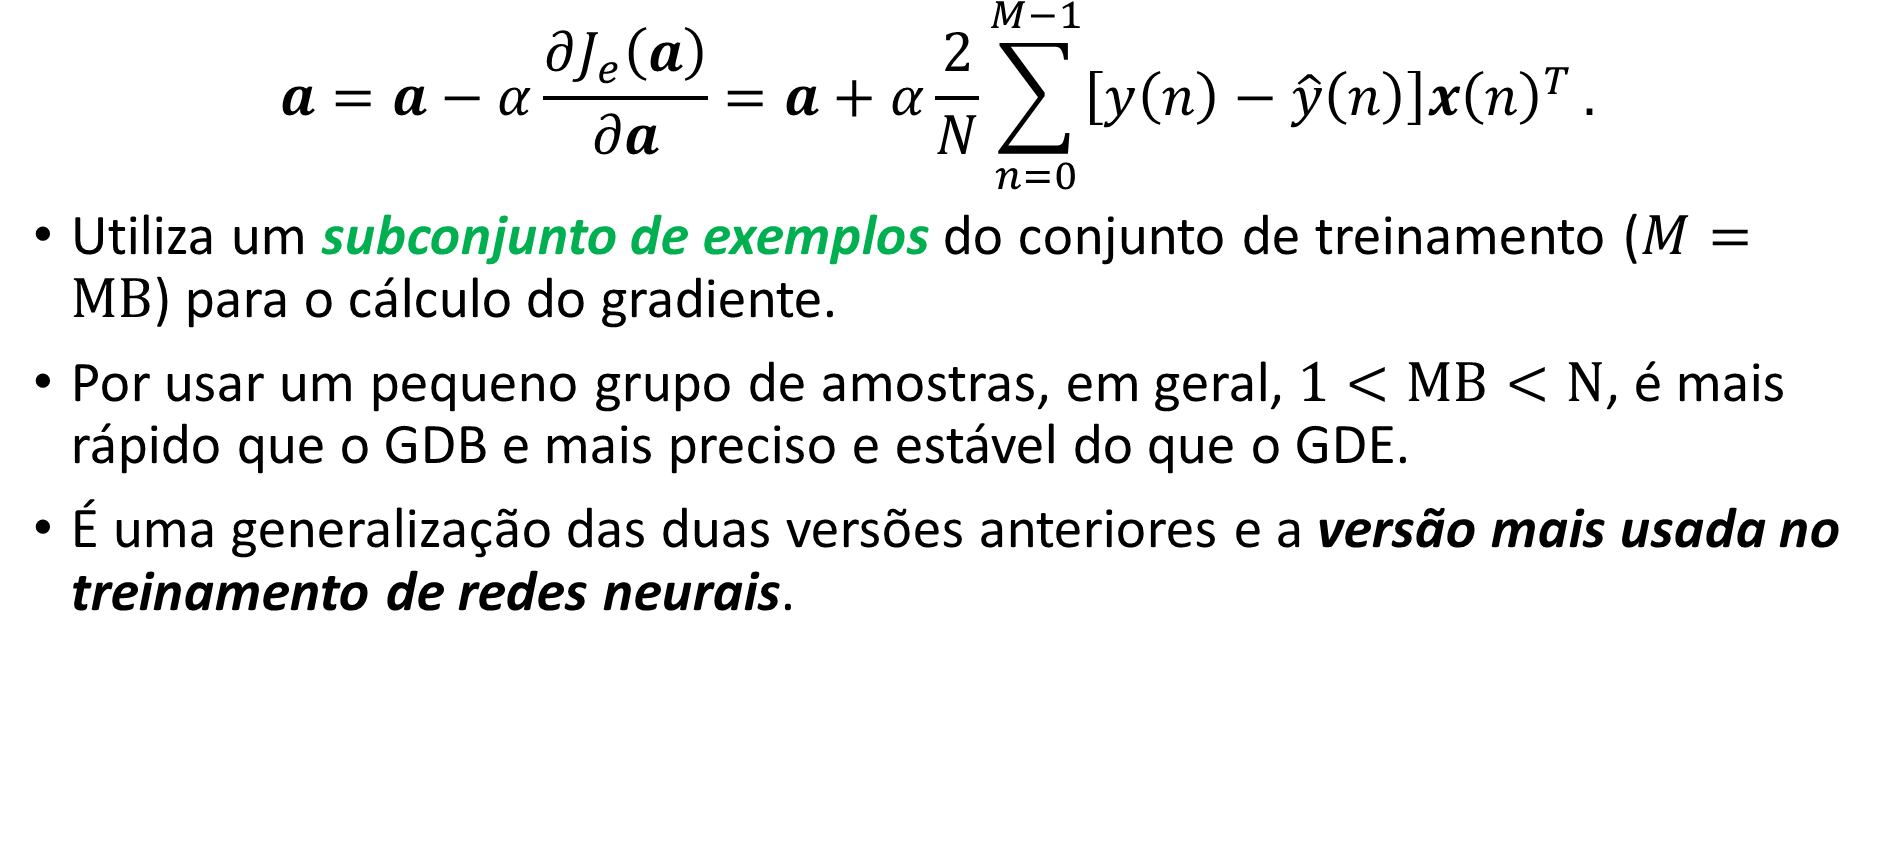 𝒂 = 𝒂 − α ∂Jₑ(𝒂)/∂𝒂 = 𝒂 + α 2/N ∑_{n=0}^{M−1} [y(n) − ŷ(n)]𝒙(n)ᵀ .
• Utiliza um subconjunto de exemplos do conjunto de treinamento (M =
MB) para o cálculo do gradiente.
• Por usar um pequeno grupo de amostras, em geral, 1 < MB < N, é mais
rápido que o GDB e mais preciso e estável do que o GDE.
• É uma generalização das duas versões anteriores e a versão mais usada no
treinamento de redes neurais.